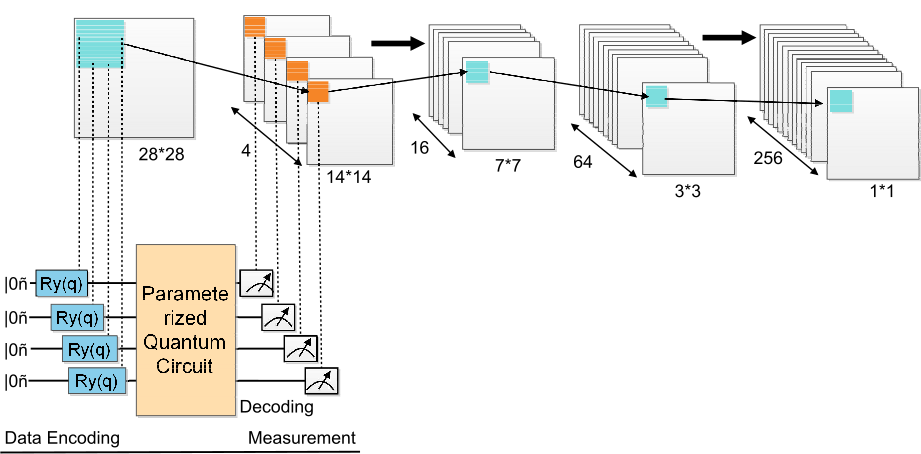 28*28
4
14*14
16
7*7
64
3*3
256
1*1
|0ñ
Ry(q)
|0ñ
Ry(q)
|0ñ
Ry(q)
|0ñ
Ry(q)
Paramete
rized
Quantum
Circuit
Decoding
Data Encoding
Measurement